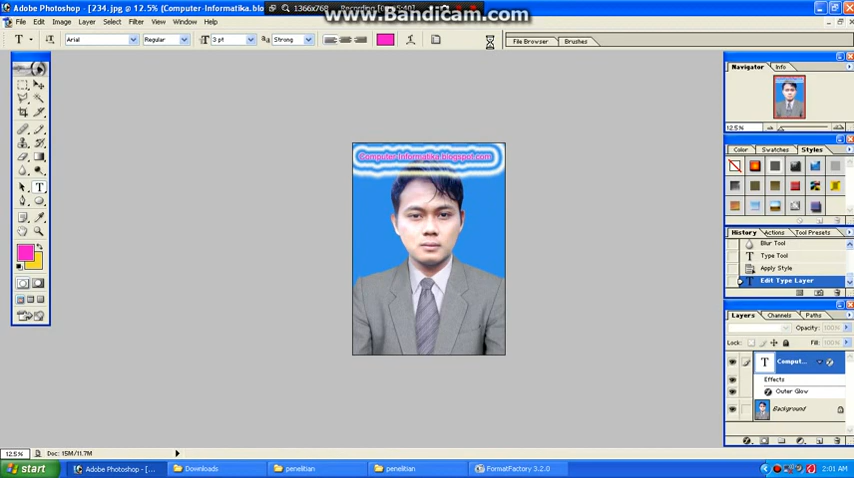 www.Bandicam.com
Adobe Photoshop - [234.jpg @ 12.5% (Computer-Informatika.blo
1366x768
Recording
File Edit Image Layer Select Filter View Window Help
Arial
Regular
3 pt
Strong
File Browser
Brushes
Computer-Informatika.blogspot.com
Navigator
Info
12.5%
Color
Swatches
Styles
History
Actions
Tool Presets
Blur Tool
Type Tool
Apply Style
Edit Type Layer
Layers
Channels
Paths
Opacity: 100%
Lock:
Fill: 100%
Comput...
Effects
Outer Glow
Background
12.5%
Doc: 15M/11.7M
start
Adobe Photoshop - [...
Downloads
penelitian
penelitian
FormatFactory 3.2.0
2:01 AM